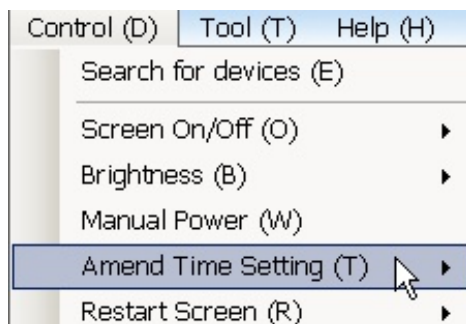 Control (D) Tool (T) Help (H)
Search for devices (E)
Screen On/Off (O)
Brightness (B)
Manual Power (W)
Amend Time Setting (T)
Restart Screen (R)